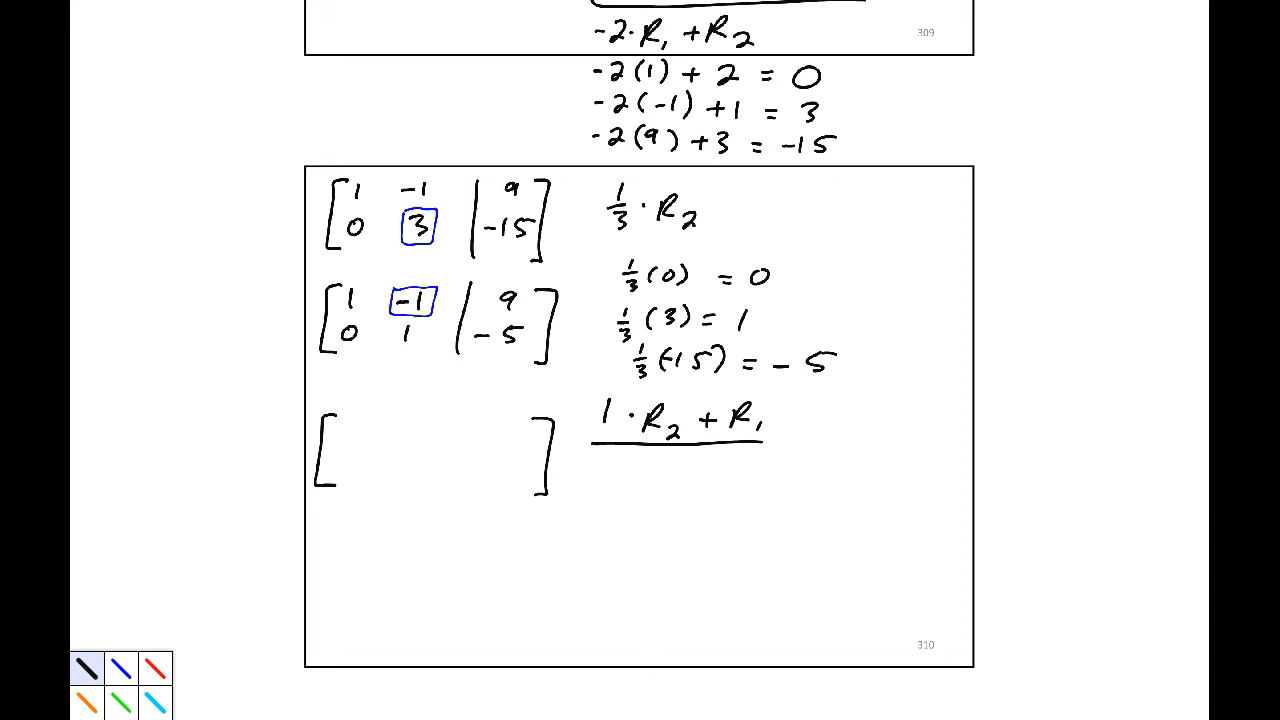 -2·R₁ + R₂
309
-2(1) + 2 = 0
-2(-1) + 1 = 3
-2(9) + 3 = -15
[1 -1 | 9]
[0 3 | -15]
1/3 · R₂
1/3 (0) = 0
1/3 (3) = 1
1/3 (-15) = -5
[1 -1 | 9]
[0 1 | -5]
[ ]
1 · R₂ + R₁
310